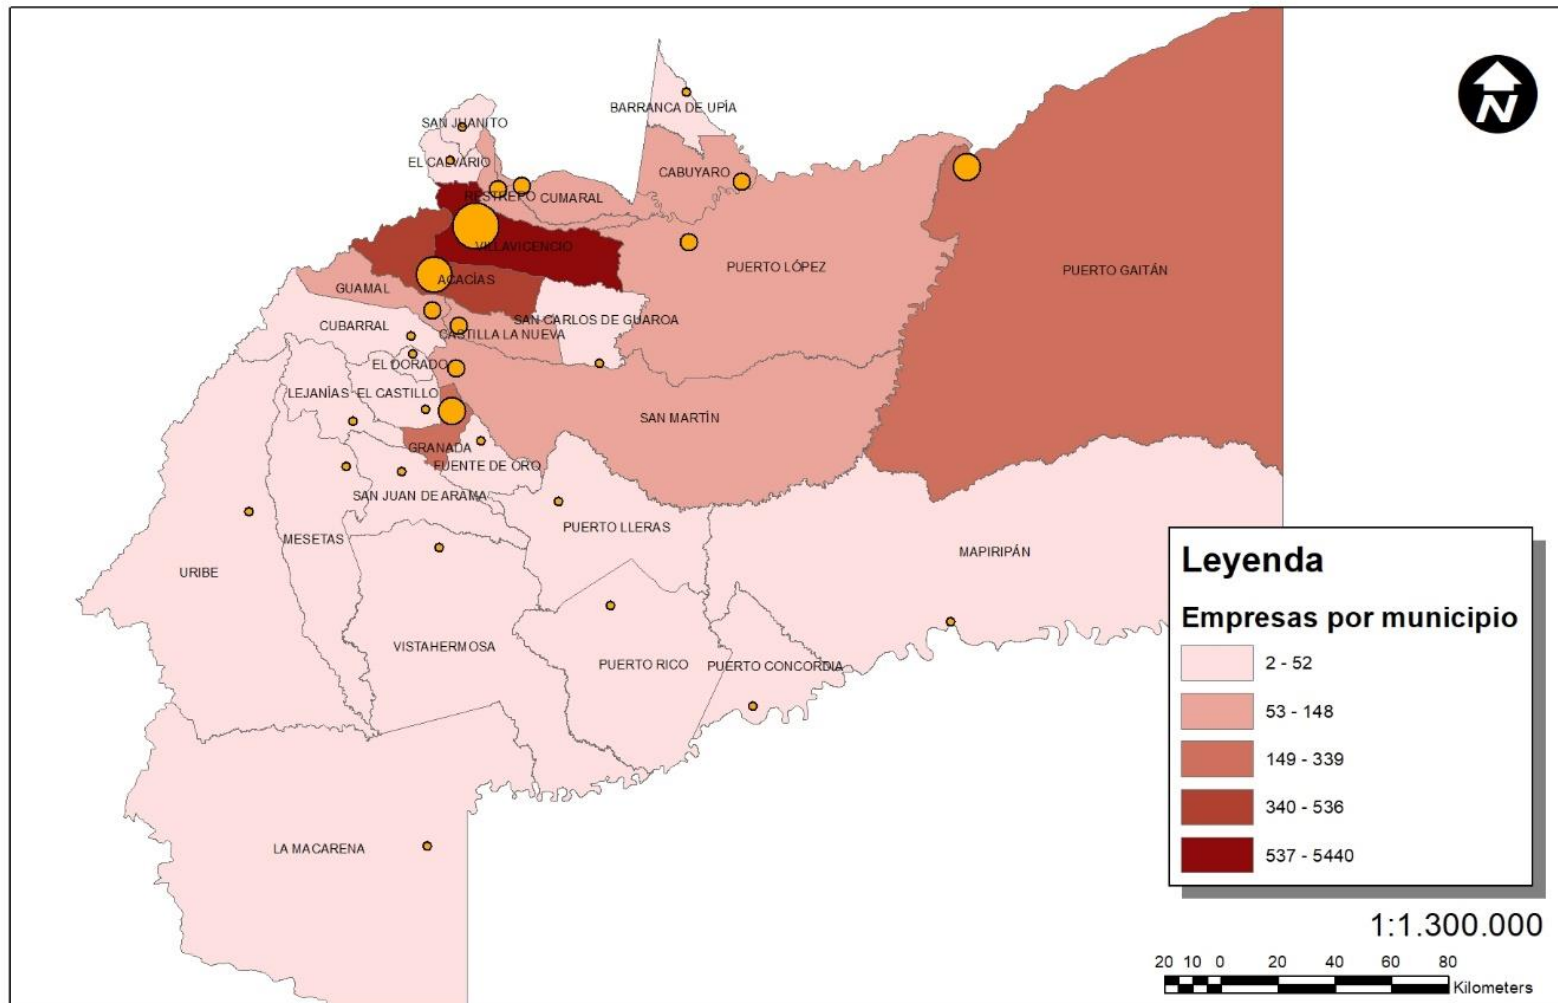 N
BARRANCA DE UPÍA
SAN JUANITO
EL CALVARIO
CABUYARO
RESTREPO
CUMARAL
VILLAVICENCIO
PUERTO LÓPEZ
PUERTO GAITÁN
ACACÍAS
GUAMAL
SAN CARLOS DE GUAROA
CUBARRAL
CASTILLA LA NUEVA
EL DORADO
LEJANÍAS
EL CASTILLO
SAN MARTÍN
GRANADA
FUENTE DE ORO
SAN JUAN DE ARAMA
PUERTO LLERAS
MESETAS
MAPIRIPÁN
URIBE
VISTAHERMOSA
PUERTO RICO
PUERTO CONCORDIA
LA MACARENA
Leyenda
Empresas por municipio
2 - 52
53 - 148
149 - 339
340 - 536
537 - 5440
1:1.300.000
20 10 0 20 40 60 80
Kilometers